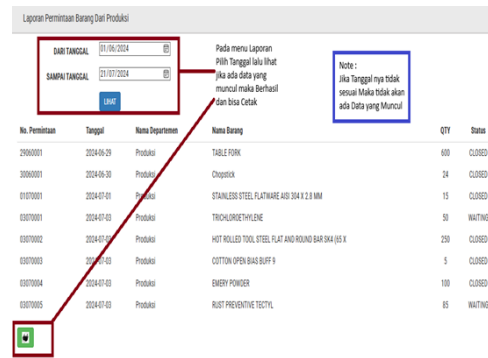 Laporan Permintaan Barang Dari Produksi
DARI TANGGAL 01/06/2024
SAMPAI TANGGAL 21/07/2024
LIHAT
Pada menu Laporan
Pilih Tanggal lalu lihat
jika ada data yang
muncul maka Berhasil
dan bisa Cetak
Note :
Jika Tanggal nya tidak
sesuai Maka tidak akan
ada Data yang Muncul
No. Permintaan Tanggal Nama Departemen Nama Barang QTY Status
29060001 2024-06-29 Produksi TABLE FORK 600 CLOSED
30060001 2024-06-30 Produksi Chopstick 24 CLOSED
01070001 2024-07-01 Produksi STAINLESS STEEL FLATWARE AISI 304 X 2.8 MM 15 CLOSED
03070001 2024-07-03 Produksi TRICHLOROETHYLENE 50 WAITING
03070002 2024-07-03 Produksi HOT ROLLED TOOL STEEL FLAT AND ROUND BAR SK4 (65 X 250 CLOSED
03070003 2024-07-03 Produksi COTTON OPEN BIAS BUFF 9 5 CLOSED
03070004 2024-07-03 Produksi EMERY POWDER 100 CLOSED
03070005 2024-07-03 Produksi RUST PREVENTIVE TECTYL 85 WAITING